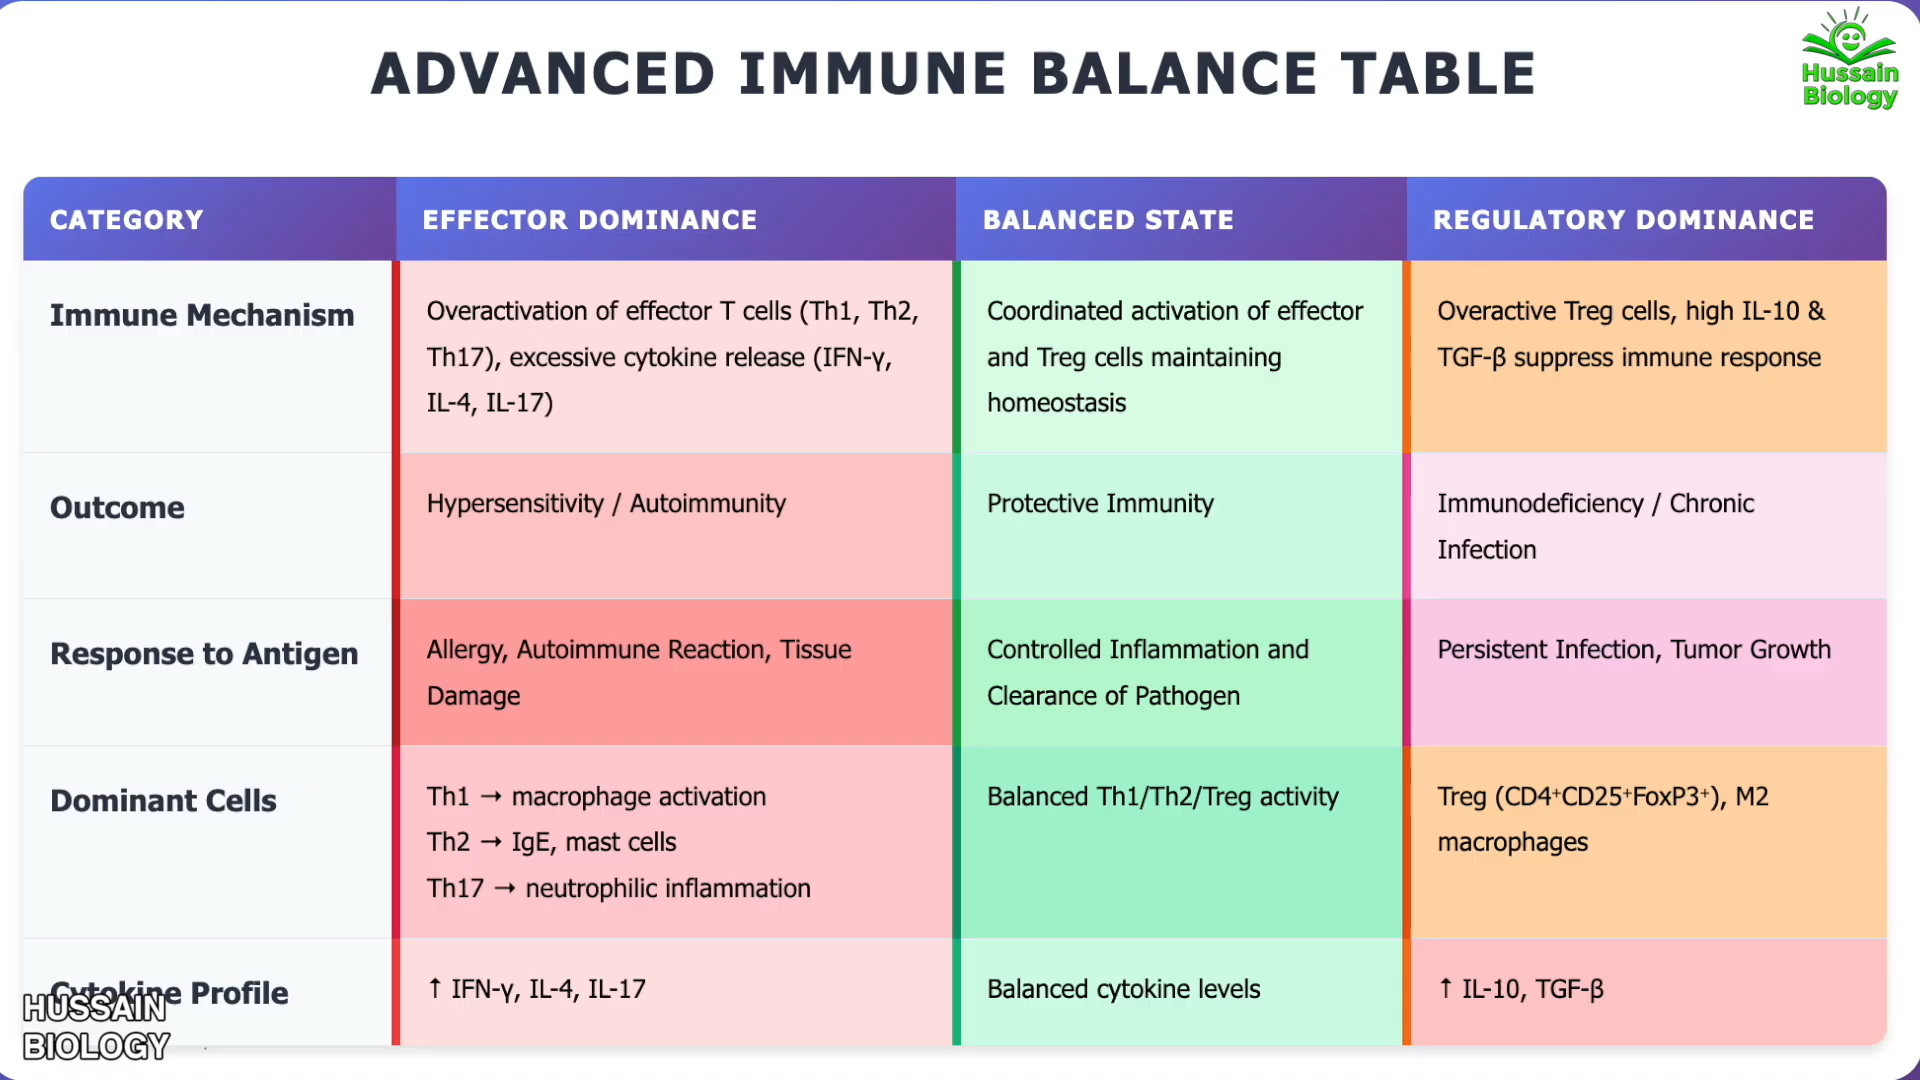 ADVANCED IMMUNE BALANCE TABLE
Hussain
Biology
CATEGORY
EFFECTOR DOMINANCE
BALANCED STATE
REGULATORY DOMINANCE
Immune Mechanism
Overactivation of effector T cells (Th1, Th2,
Th17), excessive cytokine release (IFN-γ,
IL-4, IL-17)
Coordinated activation of effector
and Treg cells maintaining
homeostasis
Overactive Treg cells, high IL-10 &
TGF-β suppress immune response
Outcome
Hypersensitivity / Autoimmunity
Protective Immunity
Immunodeficiency / Chronic
Infection
Response to Antigen
Allergy, Autoimmune Reaction, Tissue
Damage
Controlled Inflammation and
Clearance of Pathogen
Persistent Infection, Tumor Growth
Dominant Cells
Th1 → macrophage activation
Th2 → IgE, mast cells
Th17 → neutrophilic inflammation
Balanced Th1/Th2/Treg activity
Treg (CD4⁺CD25⁺FoxP3⁺), M2
macrophages
Cytokine Profile
↑ IFN-γ, IL-4, IL-17
Balanced cytokine levels
↑ IL-10, TGF-β
HUSSAIN
BIOLOGY